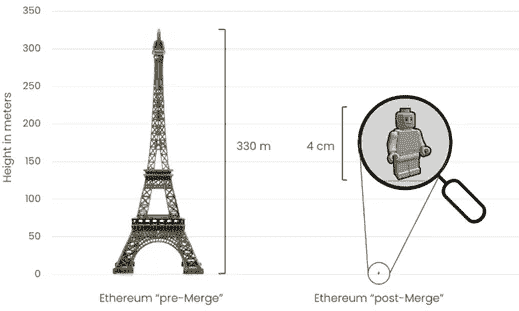 350
300
250
200
150
100
50
0
Height in meters
330 m
4 cm
Ethereum “pre-Merge”
Ethereum “post-Merge”